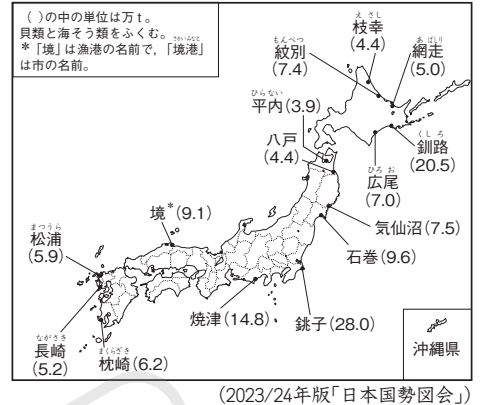 (　)の中の単位は万t。
貝類と海そう類をふくむ。
*「境」は漁港の名前で,「境港」
さかいみなと
は市の名前。
えさし
枝幸
(4.4)
もんべつ
紋別
(7.4)
あばしり
網走
(5.0)
ひらない
平内(3.9)
八戸
(4.4)
くしろ
釧路
(20.5)
ひろお
広尾
(7.0)
境*(9.1)
気仙沼(7.5)
まつうら
松浦
(5.9)
石巻(9.6)
焼津(14.8)
銚子(28.0)
ながさき
長崎
(5.2)
まくらざき
枕崎(6.2)
沖縄県
(2023/24年版「日本国勢図会」)